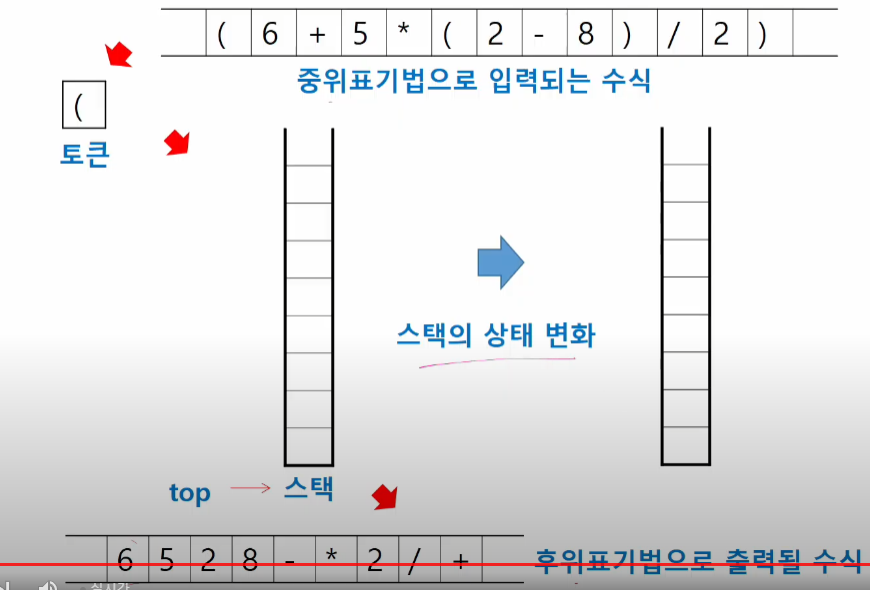 ( 6 + 5 * ( 2 - 8 ) / 2 )
중위표기법으로 입력되는 수식
(
토큰
스택의 상태 변화
top → 스택
6 5 2 8 - * 2 / + 후위표기법으로 출력될 수식
실시간